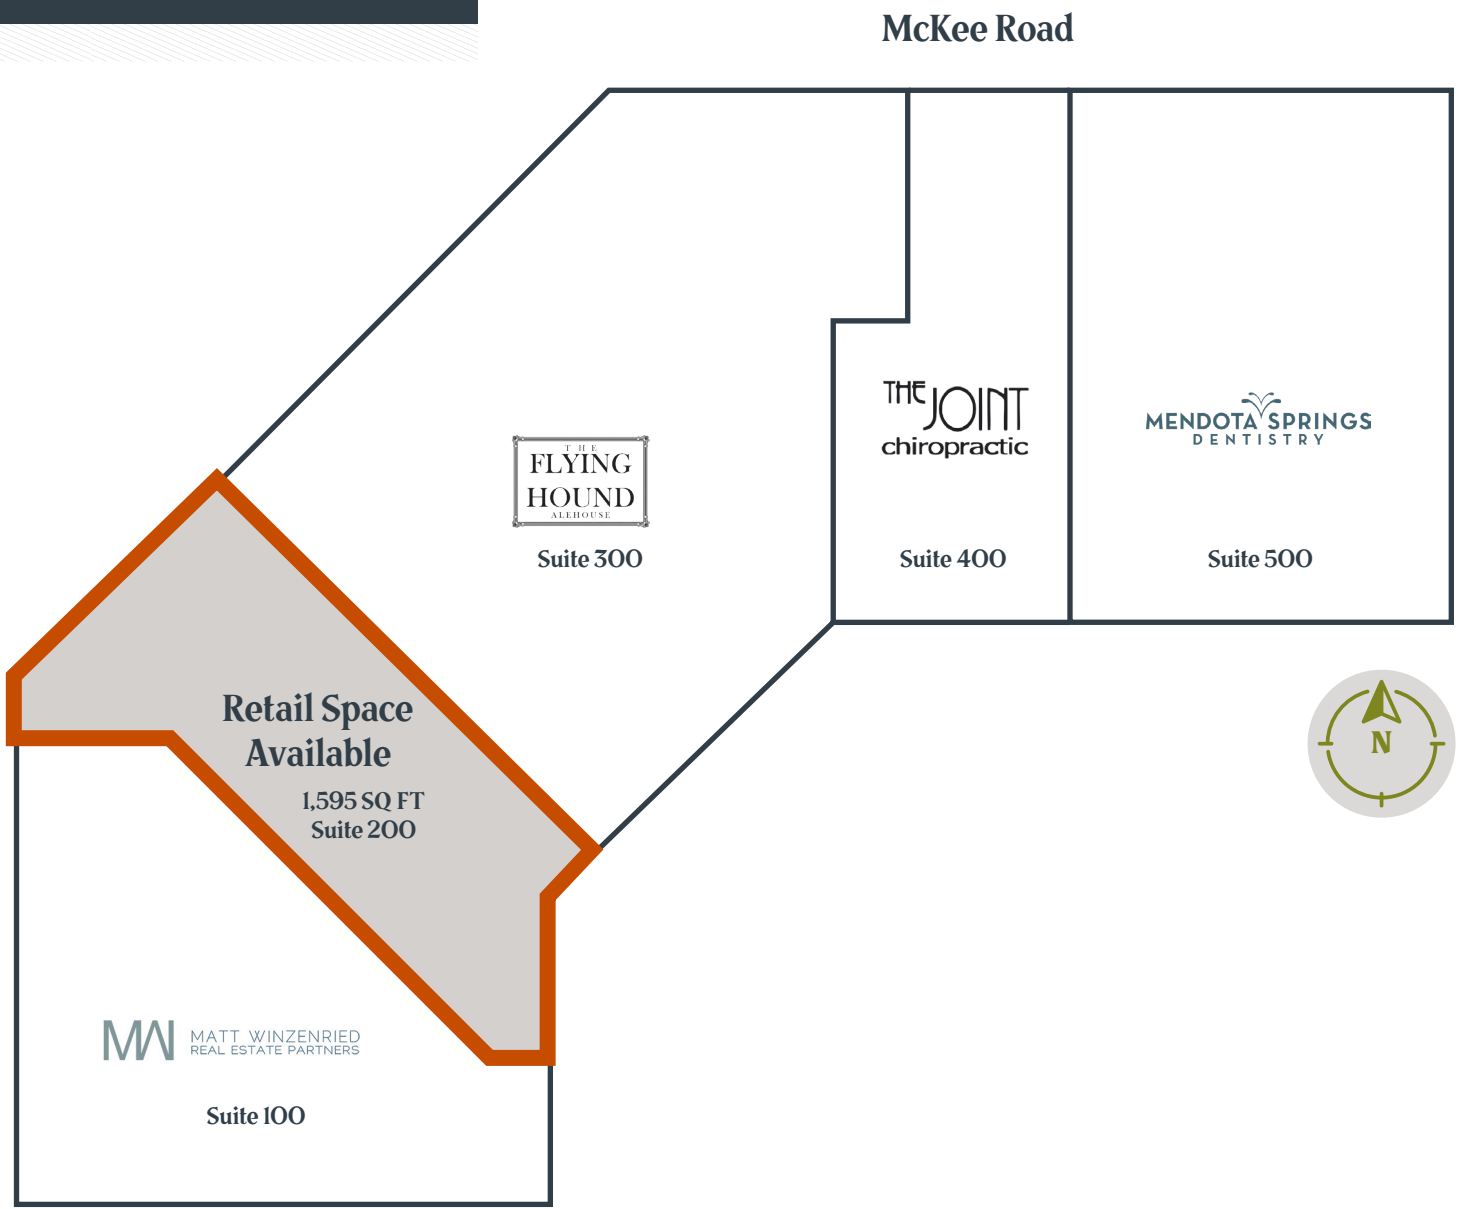 McKee Road
THE
JOINT
chiropractic
MENDOTA SPRINGS
DENTISTRY
THE
FLYING
HOUND
ALEHOUSE
Suite 300
Suite 400
Suite 500
Retail Space
Available
1,595 SQ FT
Suite 200
N
MW
MATT WINZENRIED
REAL ESTATE PARTNERS
Suite 100